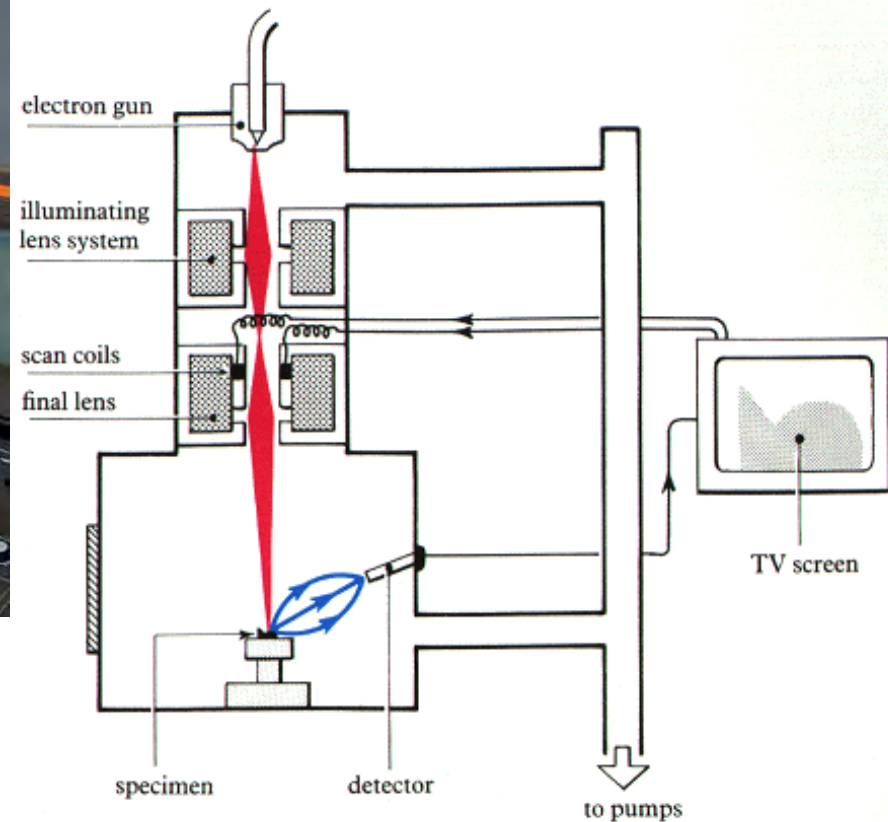 electron gun
illuminating
lens system
scan coils
final lens
TV screen
specimen
detector
to pumps